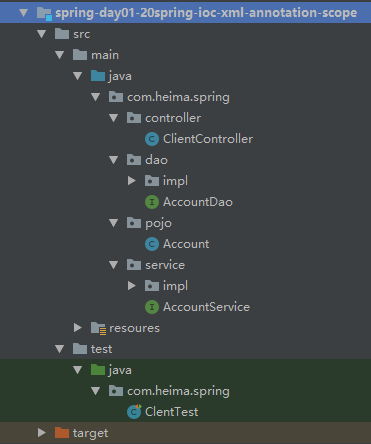 spring-day01-20spring-ioc-xml-annotation-scope
src
main
java
com.heima.spring
controller
ClientController
dao
impl
AccountDao
pojo
Account
service
impl
AccountService
resoures
test
java
com.heima.spring
ClentTest
target